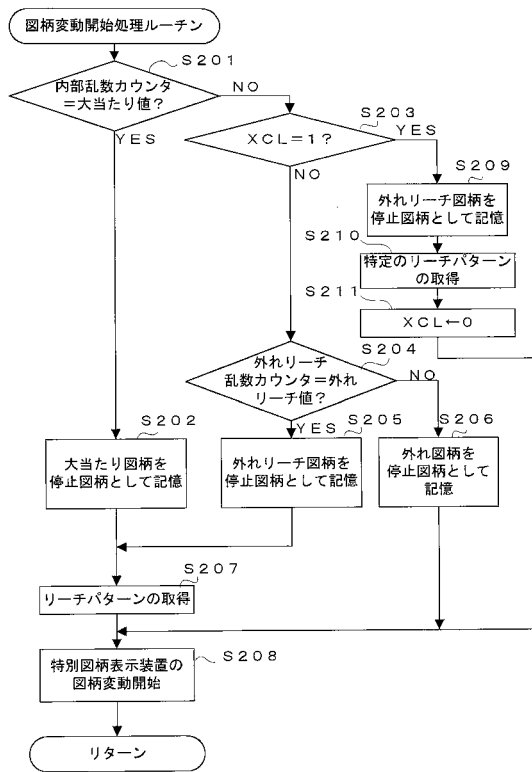 図柄変動開始処理ルーチン
S201
内部乱数カウンタ
=大当たり値?
NO
YES
S203
XCL=1?
YES
NO
S209
外れリーチ図柄を
停止図柄として記憶
S210
特定のリーチパターン
の取得
S211
XCL←0
S204
外れリーチ
乱数カウンタ=外れ
リーチ値?
NO
YES
S202
大当たり図柄を
停止図柄として記憶
S205
外れリーチ図柄を
停止図柄として記憶
S206
外れ図柄を
停止図柄として
記憶
S207
リーチパターンの取得
S208
特別図柄表示装置の
図柄変動開始
リターン